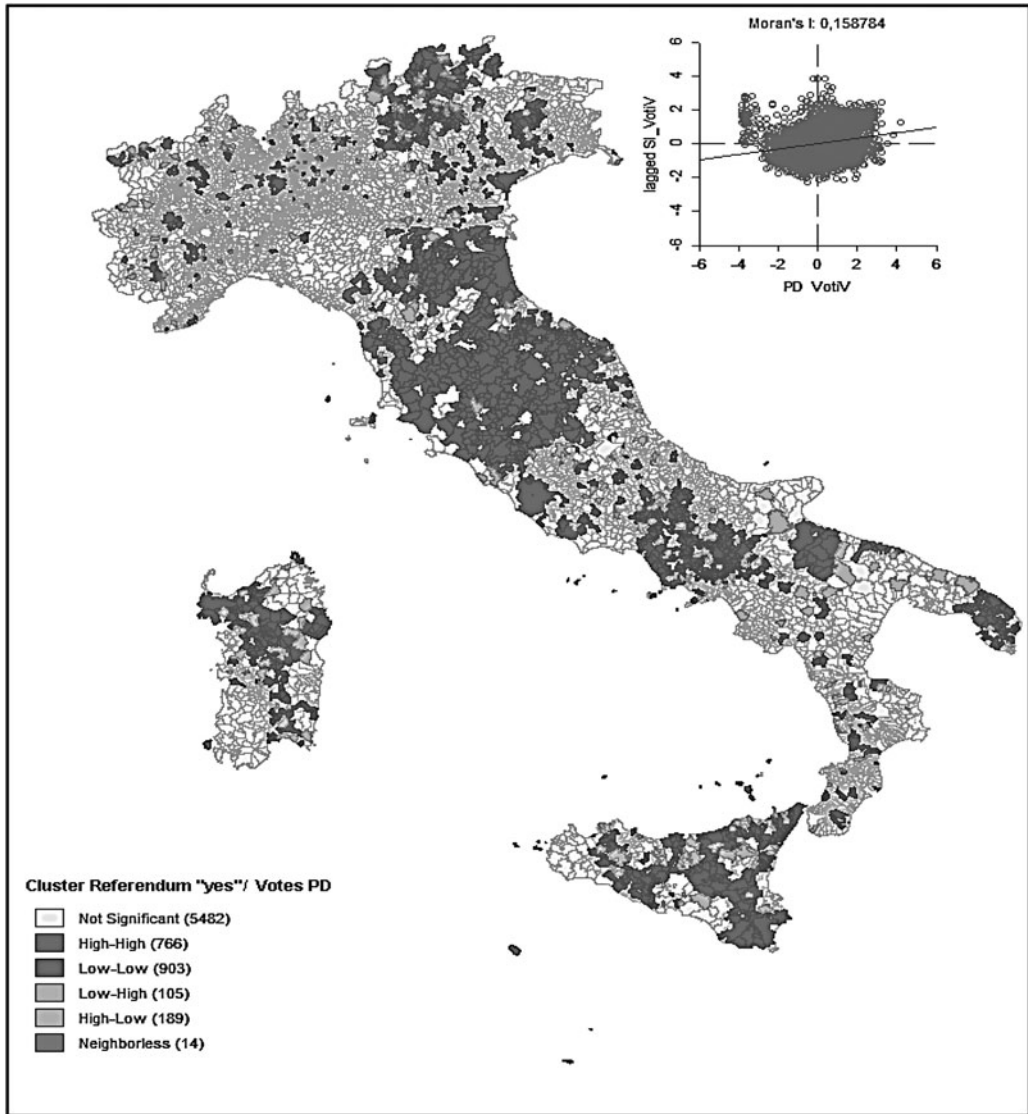 Moran's I: 0,158784
6
4
2
0
-2
-4
-6
lagged SI_VotiV
-6 -4 -2 0 2 4 6
PD_VotiV
Cluster Referendum "yes"/ Votes PD
Not Significant (5482)
High-High (766)
Low-Low (903)
Low-High (105)
High-Low (189)
Neighborless (14)